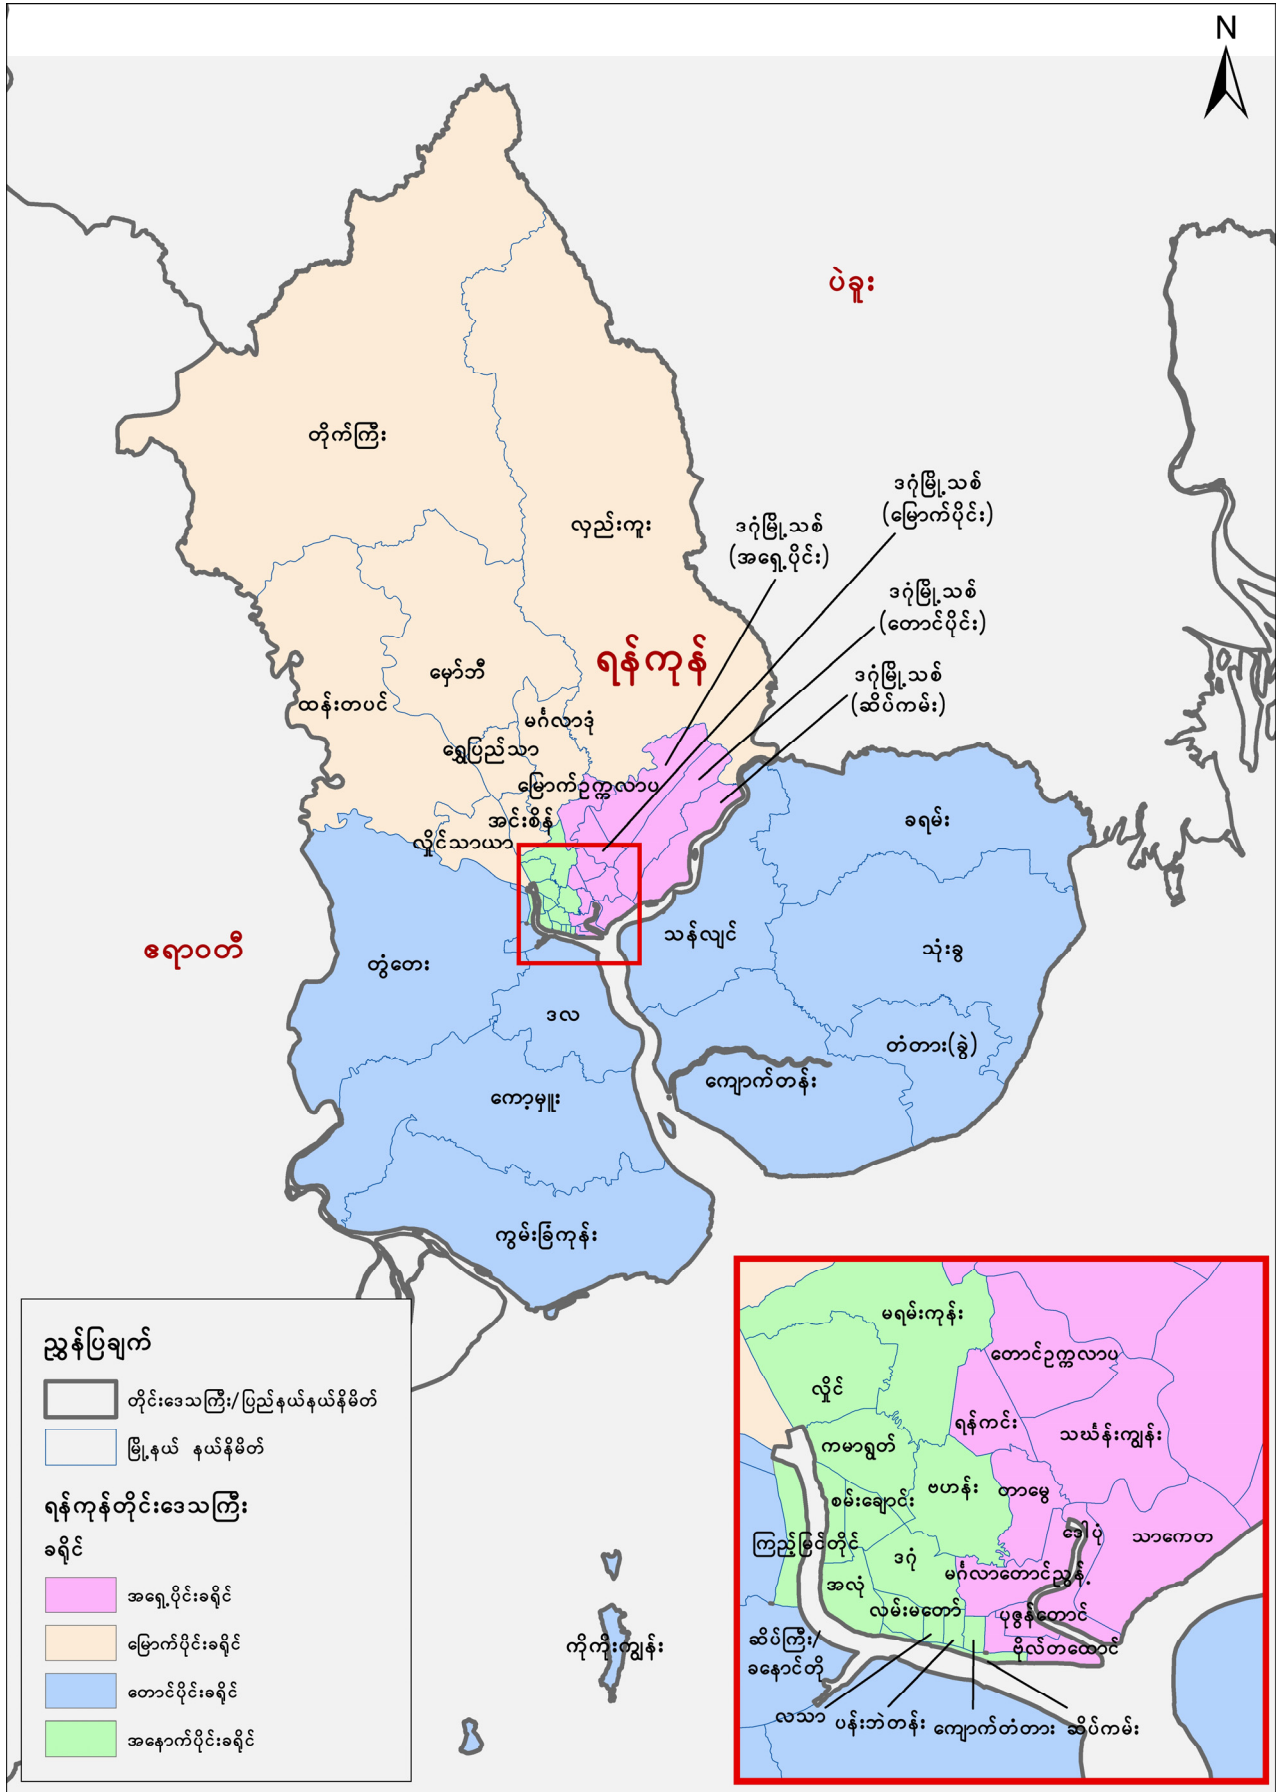 N
ပဲခူး
တိုက်ကြီး
ဒဂုံမြို့သစ်
(မြောက်ပိုင်း)
ဒဂုံမြို့သစ်
(အရှေ့ပိုင်း)
လှည်းကူး
ဒဂုံမြို့သစ်
(တောင်ပိုင်း)
ရန်ကုန်
မှော်ဘီ
ဒဂုံမြို့သစ်
(ဆိပ်ကမ်း)
ထန်းတပင်
မင်္ဂလာဒုံ
ရွှေပြည်သာ
မြောက်ဥက္ကလာပ
အင်းစိန်
ခရမ်း
လှိုင်သာယာ
သန်လျင်
ဧရာဝတီ
သုံးခွ
တွံတေး
ဒလ
တံတား(ခွဲ)
ကျောက်တန်း
ကော့မှူး
ကွမ်းခြံကုန်း
ညွှန်ပြချက်
တိုင်းဒေသကြီး/ပြည်နယ်နယ်နိမိတ်
မြို့နယ် နယ်နိမိတ်
ရန်ကုန်တိုင်းဒေသကြီး
ခရိုင်
အရှေ့ပိုင်းခရိုင်
မြောက်ပိုင်းခရိုင်
တောင်ပိုင်းခရိုင်
အနောက်ပိုင်းခရိုင်
ကိုကိုးကျွန်း
မရမ်းကုန်း
တောင်ဥက္ကလာပ
လှိုင်
ရန်ကင်း
သင်္ဃန်းကျွန်း
ကမာရွတ်
ဗဟန်း
တာမွေ
စမ်းချောင်း
ဒေါပုံ
သာကေတ
ကြည့်မြင်တိုင်
ဒဂုံ
မင်္ဂလာတောင်ညွန့်
အလုံ
လမ်းမတော်
ပုဇွန်တောင်
ဆိပ်ကြီး/
ခနောင်တို
ဗိုလ်တထောင်
လသာ
ပန်းဘဲတန်း
ကျောက်တံတား
ဆိပ်ကမ်း